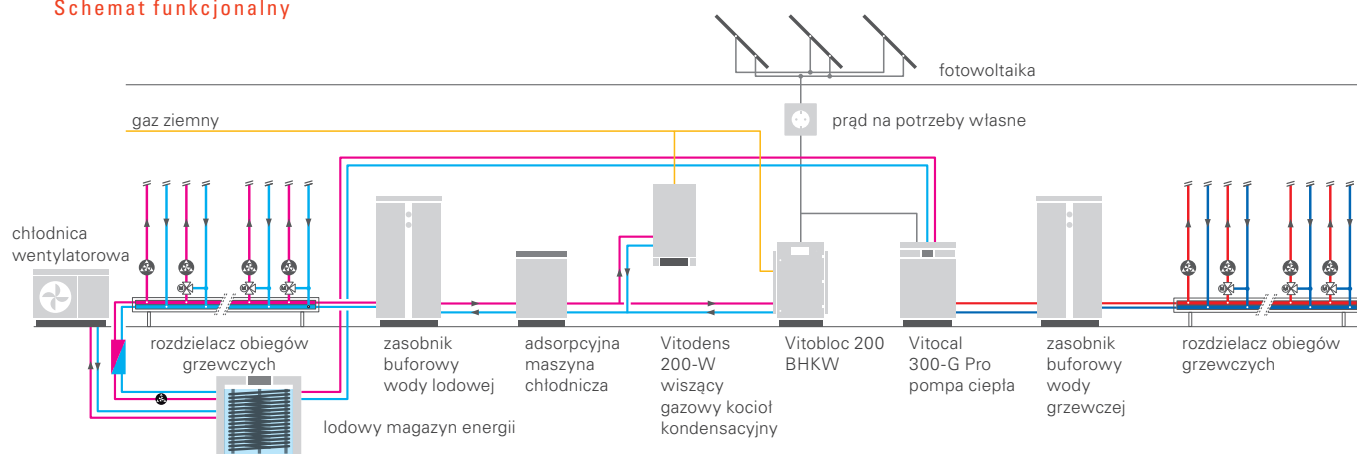 Schemat funkcjonalny
fotowoltaika
gaz ziemny
prąd na potrzeby własne
chłodnica
wentylatorowa
rozdzielacz obiegów
grzewczych
zasobnik
buforowy
wody lodowej
adsorpcyjna
maszyna
chłodnicza
Vitodens
200-W
wiszący
gazowy kocioł
kondensacyjny
Vitobloc 200
BHKW
Vitocal
300-G Pro
pompa ciepła
zasobnik
buforowy
wody
grzewczej
rozdzielacz obiegów
grzewczych
lodowy magazyn energii